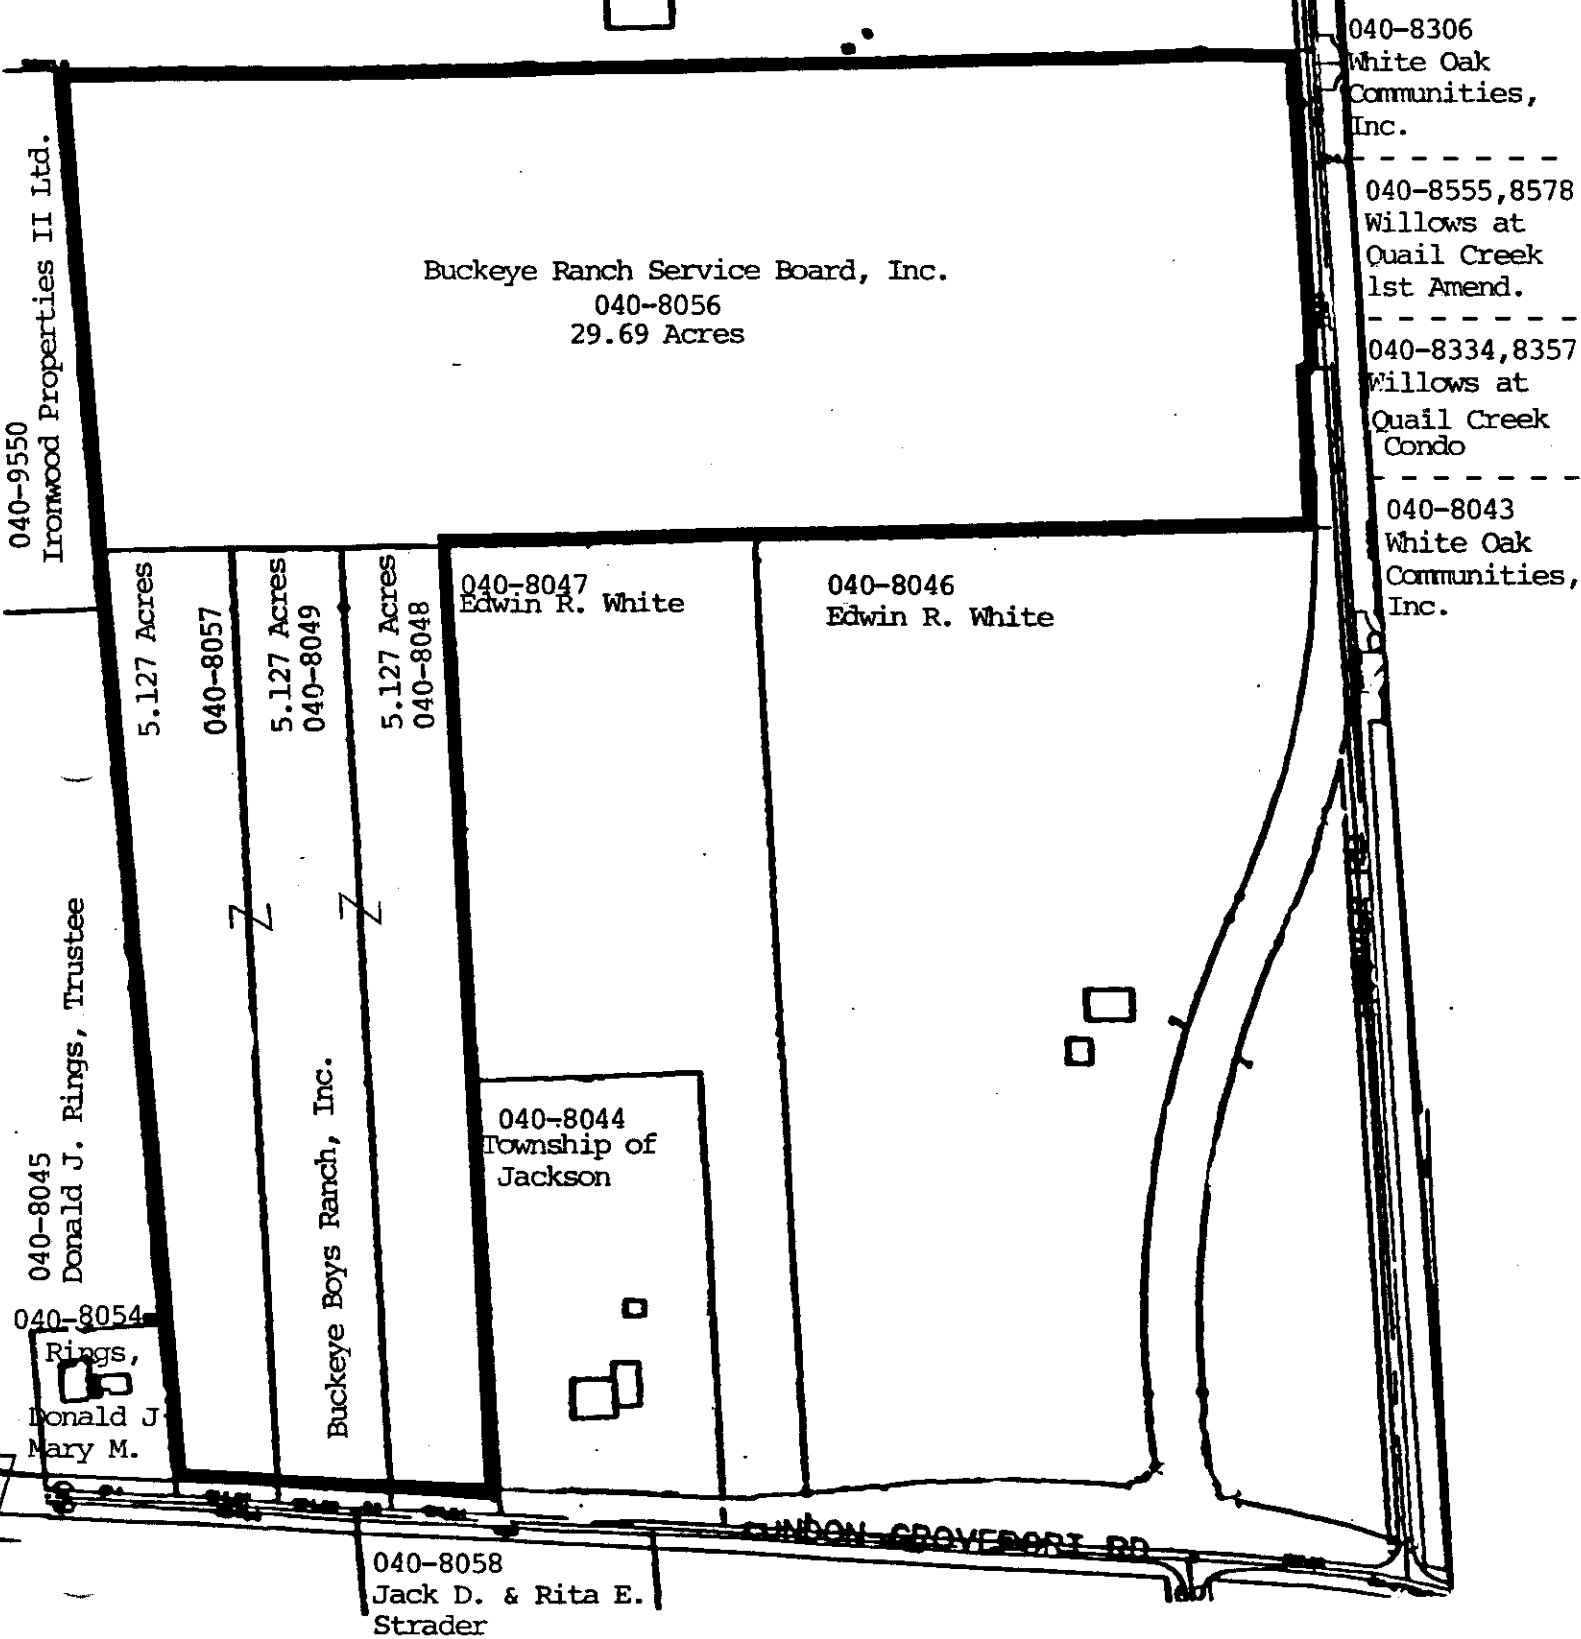 040-8306
White Oak
Communities,
Inc.
040-8555,8578
Willows at
Quail Creek
1st Amend.
040-8334,8357
Willows at
Quail Creek
Condo
040-8043
White Oak
Communities,
Inc.
040-9550
Ironwood Properties II Ltd.
Buckeye Ranch Service Board, Inc.
040-8056
29.69 Acres
5.127 Acres
040-8057
5.127 Acres
040-8049
5.127 Acres
040-8048
040-8047
Edwin R. White
040-8046
Edwin R. White
040-8045
Donald J. Rings, Trustee
Buckeye Boys Ranch, Inc.
040-8044
Township of
Jackson
040-8054
Rings,
Donald J
Mary M.
GROVEPORT RD
040-8058
Jack D. & Rita E.
Strader